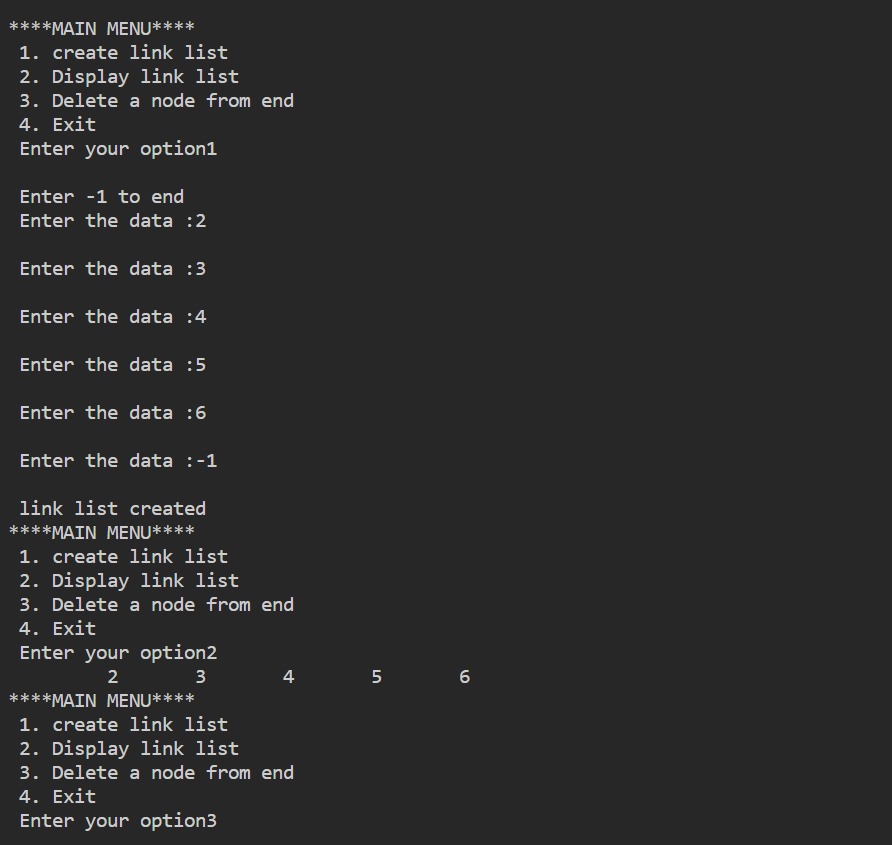 ****MAIN MENU****
1. create link list
2. Display link list
3. Delete a node from end
4. Exit
Enter your option1
Enter -1 to end
Enter the data :2
Enter the data :3
Enter the data :4
Enter the data :5
Enter the data :6
Enter the data :-1
link list created
****MAIN MENU****
1. create link list
2. Display link list
3. Delete a node from end
4. Exit
Enter your option2
2 3 4 5 6
****MAIN MENU****
1. create link list
2. Display link list
3. Delete a node from end
4. Exit
Enter your option3